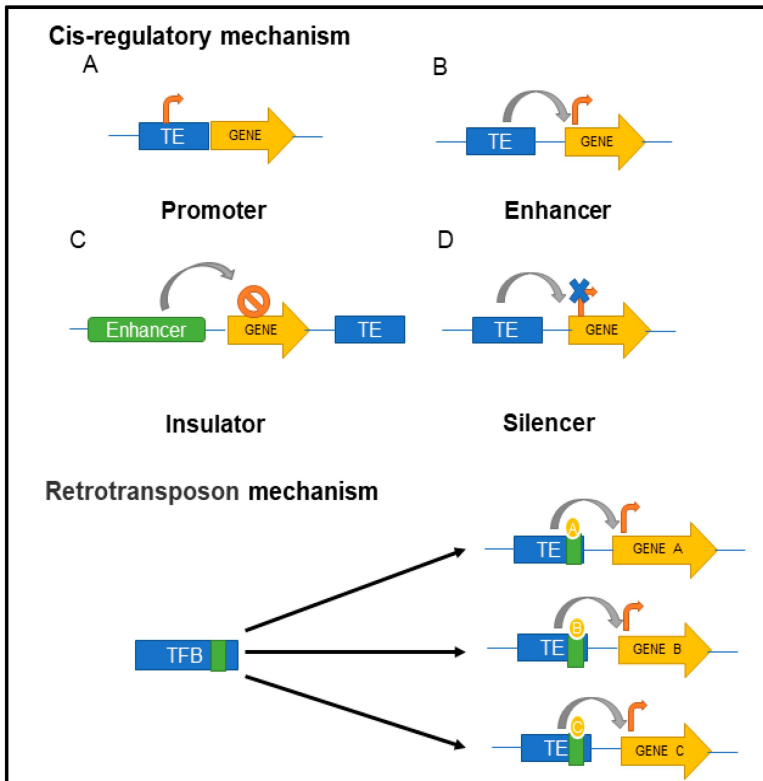 Cis-regulatory mechanism
A
B
TE
GENE
TE
GENE
Promoter
Enhancer
C
D
Enhancer
GENE
TE
TE
GENE
Insulator
Silencer
Retrotransposon mechanism
A
TE
GENE A
TFB
B
TE
GENE B
C
TE
GENE C